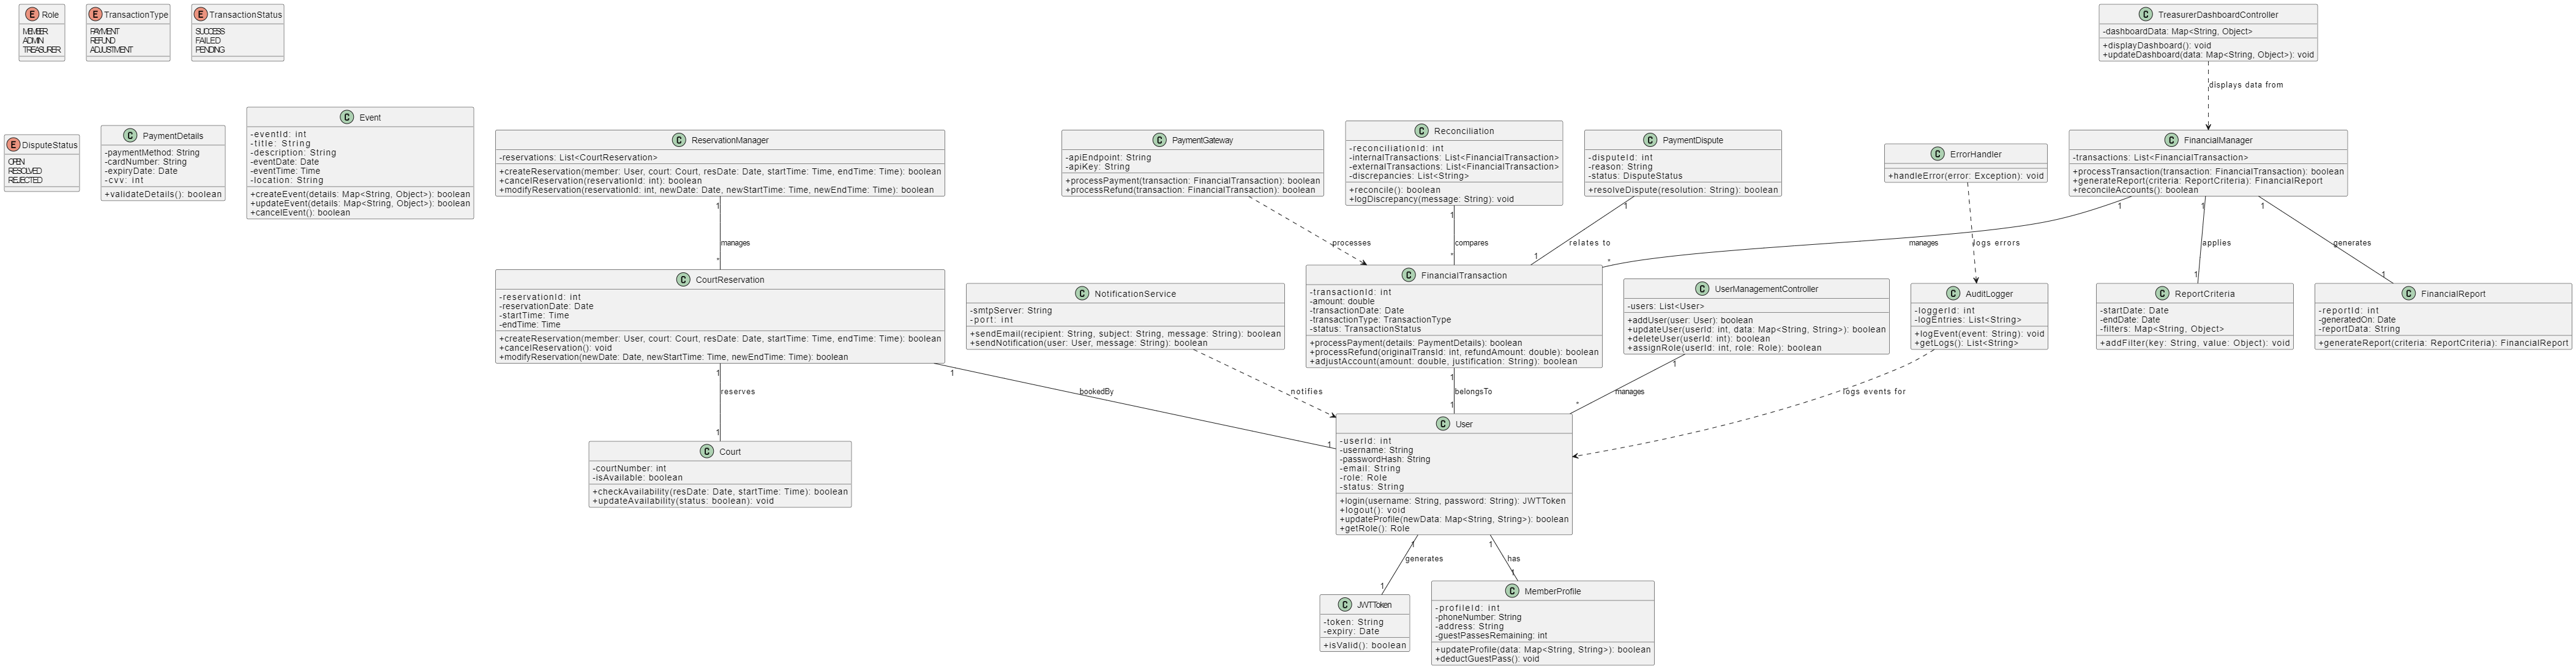 E Role
MEMBER
ADMIN
TREASURER
E TransactionType
PAYMENT
REFUND
ADJUSTMENT
E TransactionStatus
SUCCESS
FAILED
PENDING
C TreasurerDashboardController
-dashboardData: Map<String, Object>
+displayDashboard(): void
+updateDashboard(data: Map<String, Object>): void
displays data from
E DisputeStatus
OPEN
RESOLVED
REJECTED
C PaymentDetails
-paymentMethod: String
-cardNumber: String
-expiryDate: Date
-cvv: int
+validateDetails(): boolean
C Event
-eventId: int
-title: String
-description: String
-eventDate: Date
-eventTime: Time
-location: String
+createEvent(details: Map<String, Object>): boolean
+updateEvent(details: Map<String, Object>): boolean
+cancelEvent(): boolean
C ReservationManager
-reservations: List<CourtReservation>
+createReservation(member: User, court: Court, resDate: Date, startTime: Time, endTime: Time): boolean
+cancelReservation(reservationId: int): boolean
+modifyReservation(reservationId: int, newDate: Date, newStartTime: Time, newEndTime: Time): boolean
C PaymentGateway
-apiEndpoint: String
-apiKey: String
+processPayment(transaction: FinancialTransaction): boolean
+processRefund(transaction: FinancialTransaction): boolean
C Reconciliation
-reconciliationId: int
-internalTransactions: List<FinancialTransaction>
-externalTransactions: List<FinancialTransaction>
-discrepancies: List<String>
+reconcile(): boolean
+logDiscrepancy(message: String): void
C PaymentDispute
-disputeId: int
-reason: String
-status: DisputeStatus
+resolveDispute(resolution: String): boolean
C ErrorHandler
+handleError(error: Exception): void
C FinancialManager
-transactions: List<FinancialTransaction>
+processTransaction(transaction: FinancialTransaction): boolean
+generateReport(criteria: ReportCriteria): FinancialReport
+reconcileAccounts(): boolean
1
1
1
1
1
1
manages
processes
compares
relates to
manages
logs errors
applies
generates
*
*
1
*
1
1
C CourtReservation
-reservationId: int
-reservationDate: Date
-startTime: Time
-endTime: Time
+createReservation(member: User, court: Court, resDate: Date, startTime: Time, endTime: Time): boolean
+cancelReservation(): void
+modifyReservation(newDate: Date, newStartTime: Time, newEndTime: Time): boolean
C NotificationService
-smtpServer: String
-port: int
+sendEmail(recipient: String, subject: String, message: String): boolean
+sendNotification(user: User, message: String): boolean
C FinancialTransaction
-transactionId: int
-amount: double
-transactionDate: Date
-transactionType: TransactionType
-status: TransactionStatus
+processPayment(details: PaymentDetails): boolean
+processRefund(originalTransId: int, refundAmount: double): boolean
+adjustAccount(amount: double, justification: String): boolean
C UserManagementController
-users: List<User>
+addUser(user: User): boolean
+updateUser(userId: int, data: Map<String, String>): boolean
+deleteUser(userId: int): boolean
+assignRole(userId: int, role: Role): boolean
C AuditLogger
-loggerId: int
-logEntries: List<String>
+logEvent(event: String): void
+getLogs(): List<String>
C ReportCriteria
-startDate: Date
-endDate: Date
-filters: Map<String, Object>
+addFilter(key: String, value: Object): void
C FinancialReport
-reportId: int
-generatedOn: Date
-reportData: String
+generateReport(criteria: ReportCriteria): FinancialReport
1
1
1
1
reserves
bookedBy
notifies
belongsTo
manages
logs events for
1
1
1
*
C Court
-courtNumber: int
-isAvailable: boolean
+checkAvailability(resDate: Date, startTime: Time): boolean
+updateAvailability(status: boolean): void
C User
-userId: int
-username: String
-passwordHash: String
-email: String
-role: Role
-status: String
+login(username: String, password: String): JWTToken
+logout(): void
+updateProfile(newData: Map<String, String>): boolean
+getRole(): Role
1
1
generates
has
1
1
C JWTToken
-token: String
-expiry: Date
+isValid(): boolean
C MemberProfile
-profileId: int
-phoneNumber: String
-address: String
-guestPassesRemaining: int
+updateProfile(data: Map<String, String>): boolean
+deductGuestPass(): void